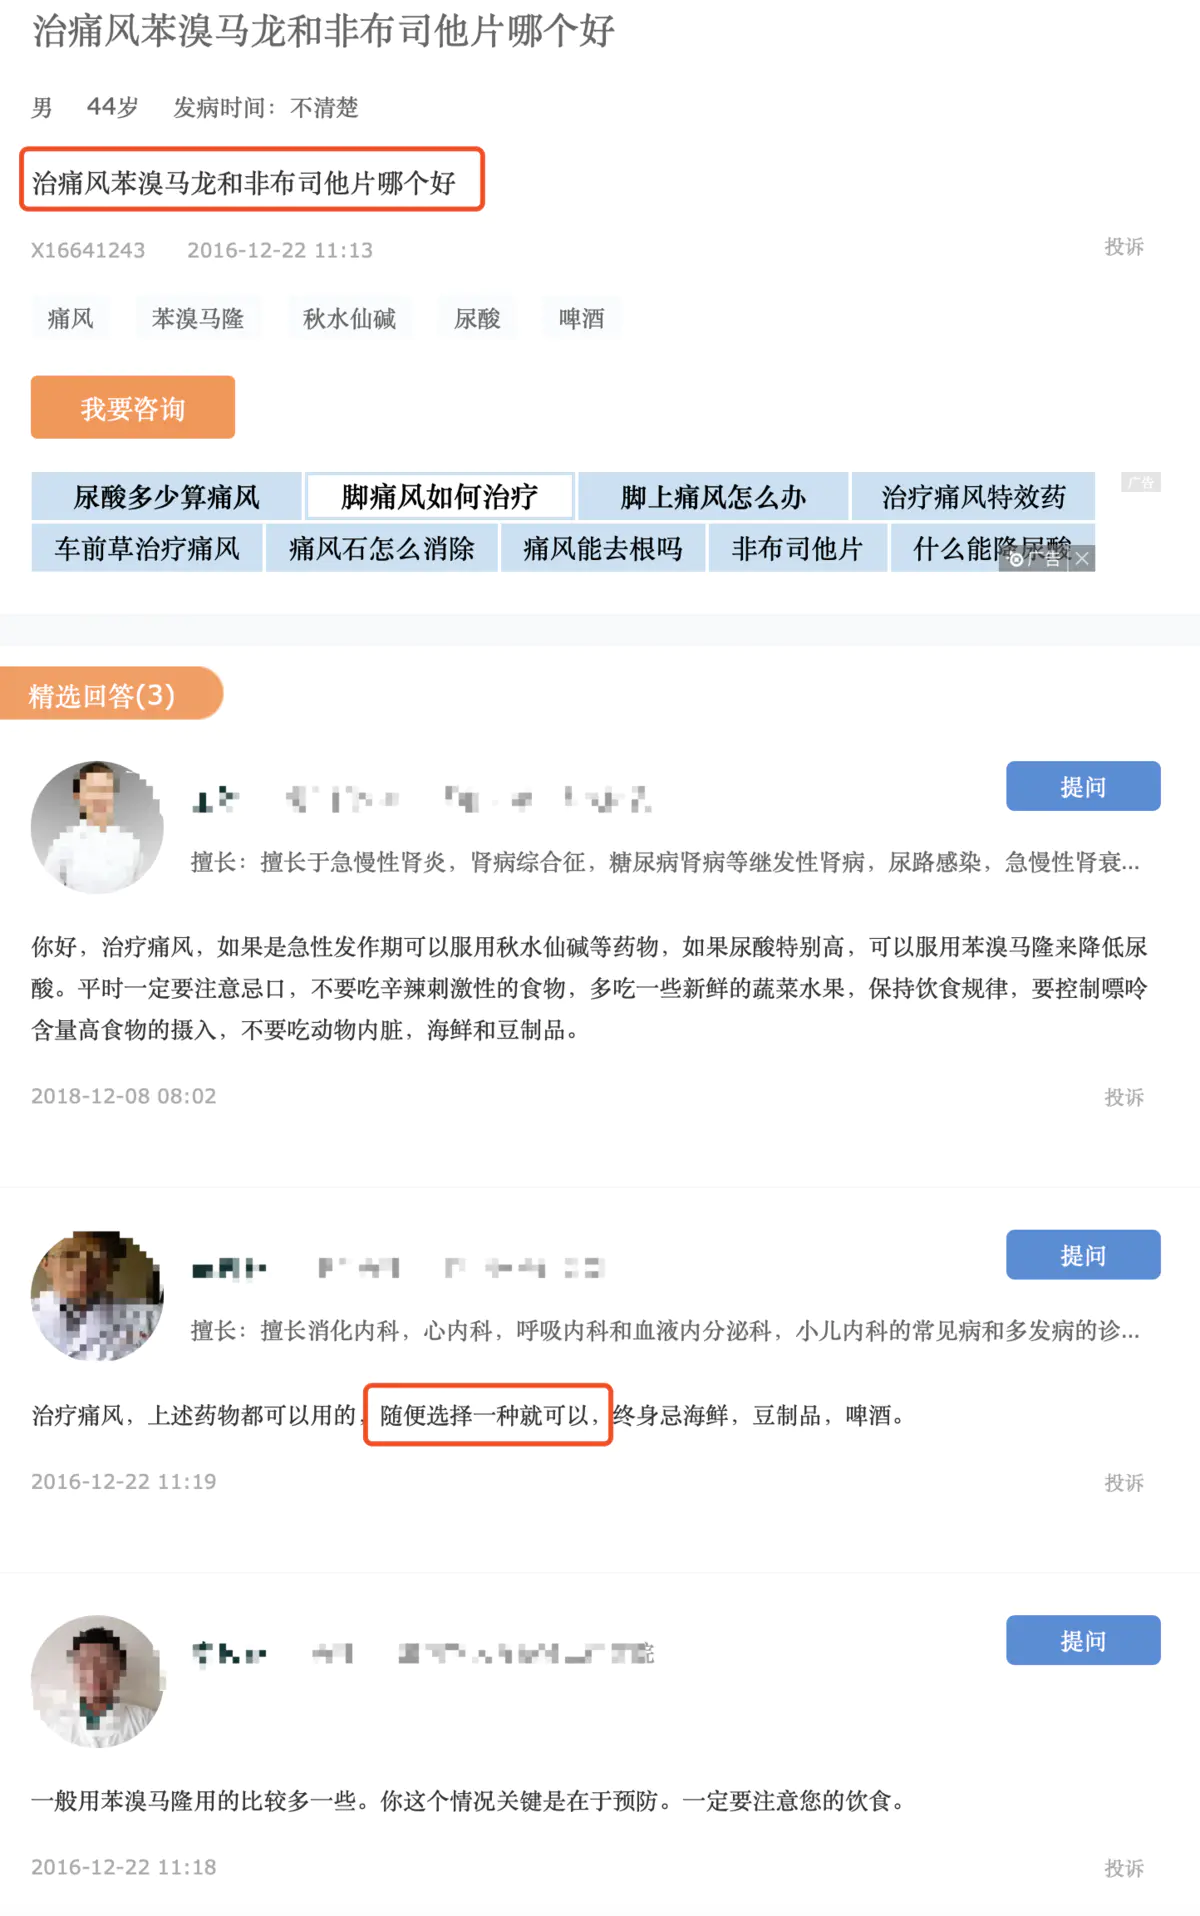 治痛风苯溴马龙和非布司他片哪个好
男 44岁 发病时间：不清楚
治痛风苯溴马龙和非布司他片哪个好
X16641243 2016-12-22 11:13 投诉
痛风 苯溴马隆 秋水仙碱 尿酸 啤酒
我要咨询
尿酸多少算痛风 脚痛风如何治疗 脚上痛风怎么办 治疗痛风特效药 广告
车前草治疗痛风 痛风石怎么消除 痛风能去根吗 非布司他片 什么能降尿酸
广告
精选回答(3)
提问
擅长：擅长于急慢性肾炎，肾病综合征，糖尿病肾病等继发性肾病，尿路感染，急慢性肾衰...
你好，治疗痛风，如果是急性发作期可以服用秋水仙碱等药物，如果尿酸特别高，可以服用苯溴马隆来降低尿
酸。平时一定要注意忌口，不要吃辛辣刺激性的食物，多吃一些新鲜的蔬菜水果，保持饮食规律，要控制嘌呤
含量高食物的摄入，不要吃动物内脏，海鲜和豆制品。
2018-12-08 08:02 投诉
提问
擅长：擅长消化内科，心内科，呼吸内科和血液内分泌科，小儿内科的常见病和多发病的诊...
治疗痛风，上述药物都可以用的，随便选择一种就可以，终身忌海鲜，豆制品，啤酒。
2016-12-22 11:19 投诉
提问
一般用苯溴马隆用的比较多一些。你这个情况关键是在于预防。一定要注意您的饮食。
2016-12-22 11:18 投诉